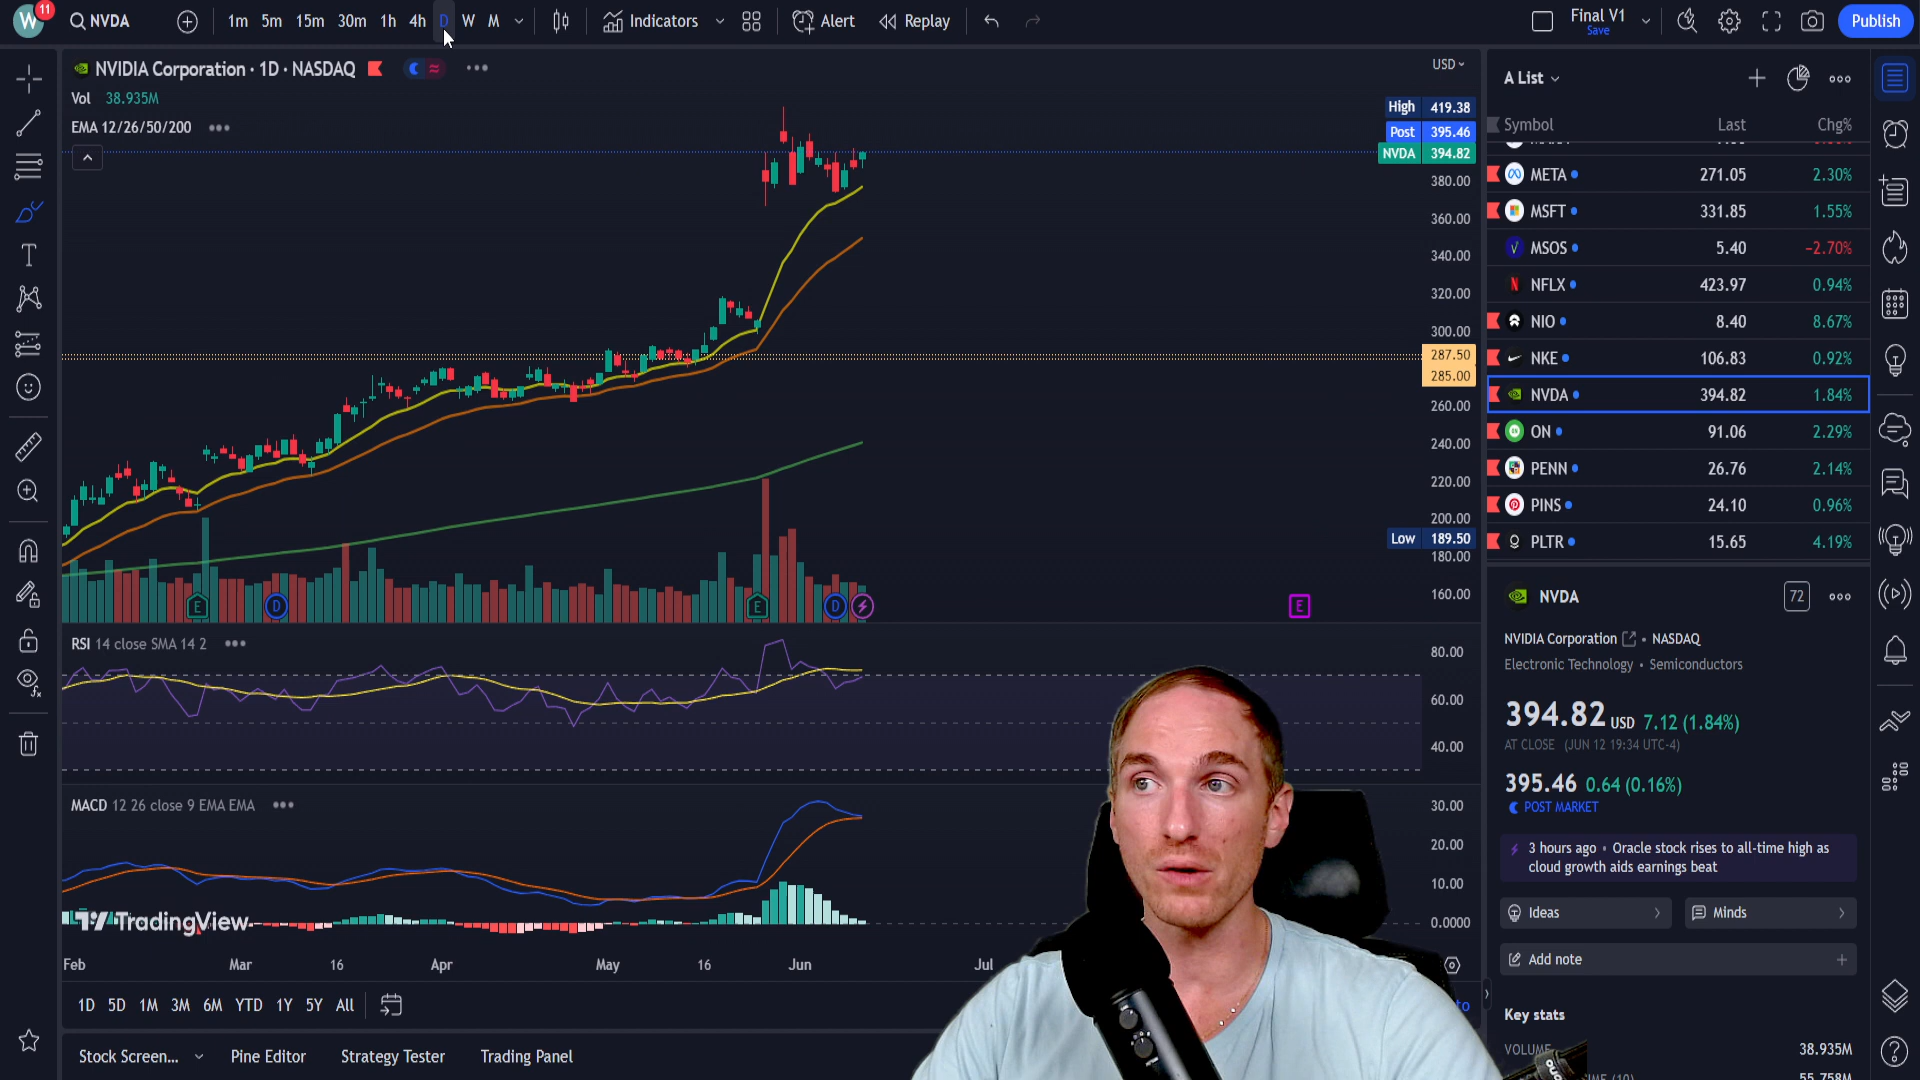 W 11 NVDA 1m 5m 15m 30m 1h 4h D W M Indicators Alert Replay Final V1 Save Publish
NVIDIA Corporation · 1D · NASDAQ
Vol 38.935M
EMA 12/26/50/200
USD
High 419.38
Post 395.46
NVDA 394.82
380.00
360.00
340.00
320.00
300.00
287.50
285.00
260.00
240.00
220.00
200.00
Low 189.50
180.00
160.00
E D E D E
RSI 14 close SMA 14 2
80.00
60.00
40.00
MACD 12 26 close 9 EMA EMA
30.00
20.00
10.00
0.0000
TradingView
Feb Mar 16 Apr May 16 Jun Jul
1D 5D 1M 3M 6M YTD 1Y 5Y All
to
Stock Screen... Pine Editor Strategy Tester Trading Panel
A List
Symbol Last Chg%
META 271.05 2.30%
MSFT 331.85 1.55%
MSOS 5.40 −2.70%
NFLX 423.97 0.94%
NIO 8.40 8.67%
NKE 106.83 0.92%
NVDA 394.82 1.84%
ON 91.06 2.29%
PENN 26.76 2.14%
PINS 24.10 0.96%
PLTR 15.65 4.19%
NVDA 72
NVIDIA Corporation • NASDAQ
Electronic Technology • Semiconductors
394.82 USD 7.12 (1.84%)
AT CLOSE (JUN 12 19:34 UTC-4)
395.46 0.64 (0.16%)
POST MARKET
3 hours ago • Oracle stock rises to all-time high as
cloud growth aids earnings beat
Ideas Minds
Add note
Key stats
VOLUME 38.935M
55.758M